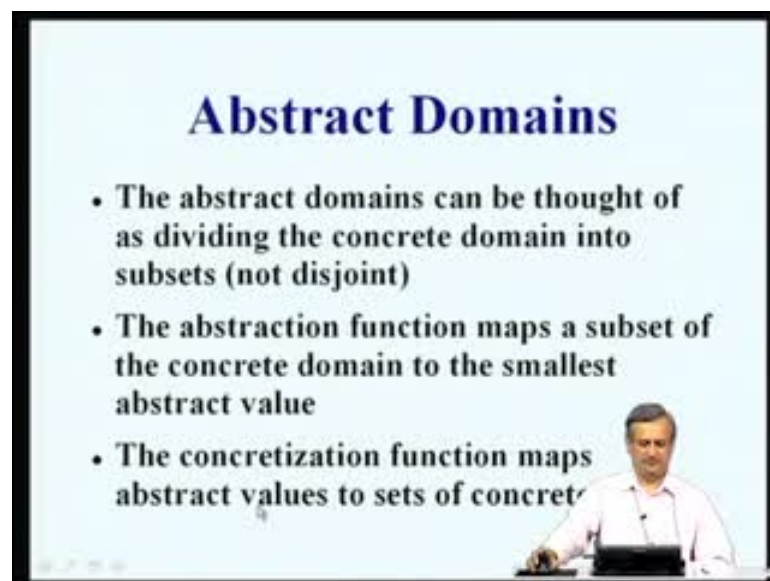 Abstract Domains
• The abstract domains can be thought of
as dividing the concrete domain into
subsets (not disjoint)
• The abstraction function maps a subset of
the concrete domain to the smallest
abstract value
• The concretization function maps
abstract values to sets of concrete